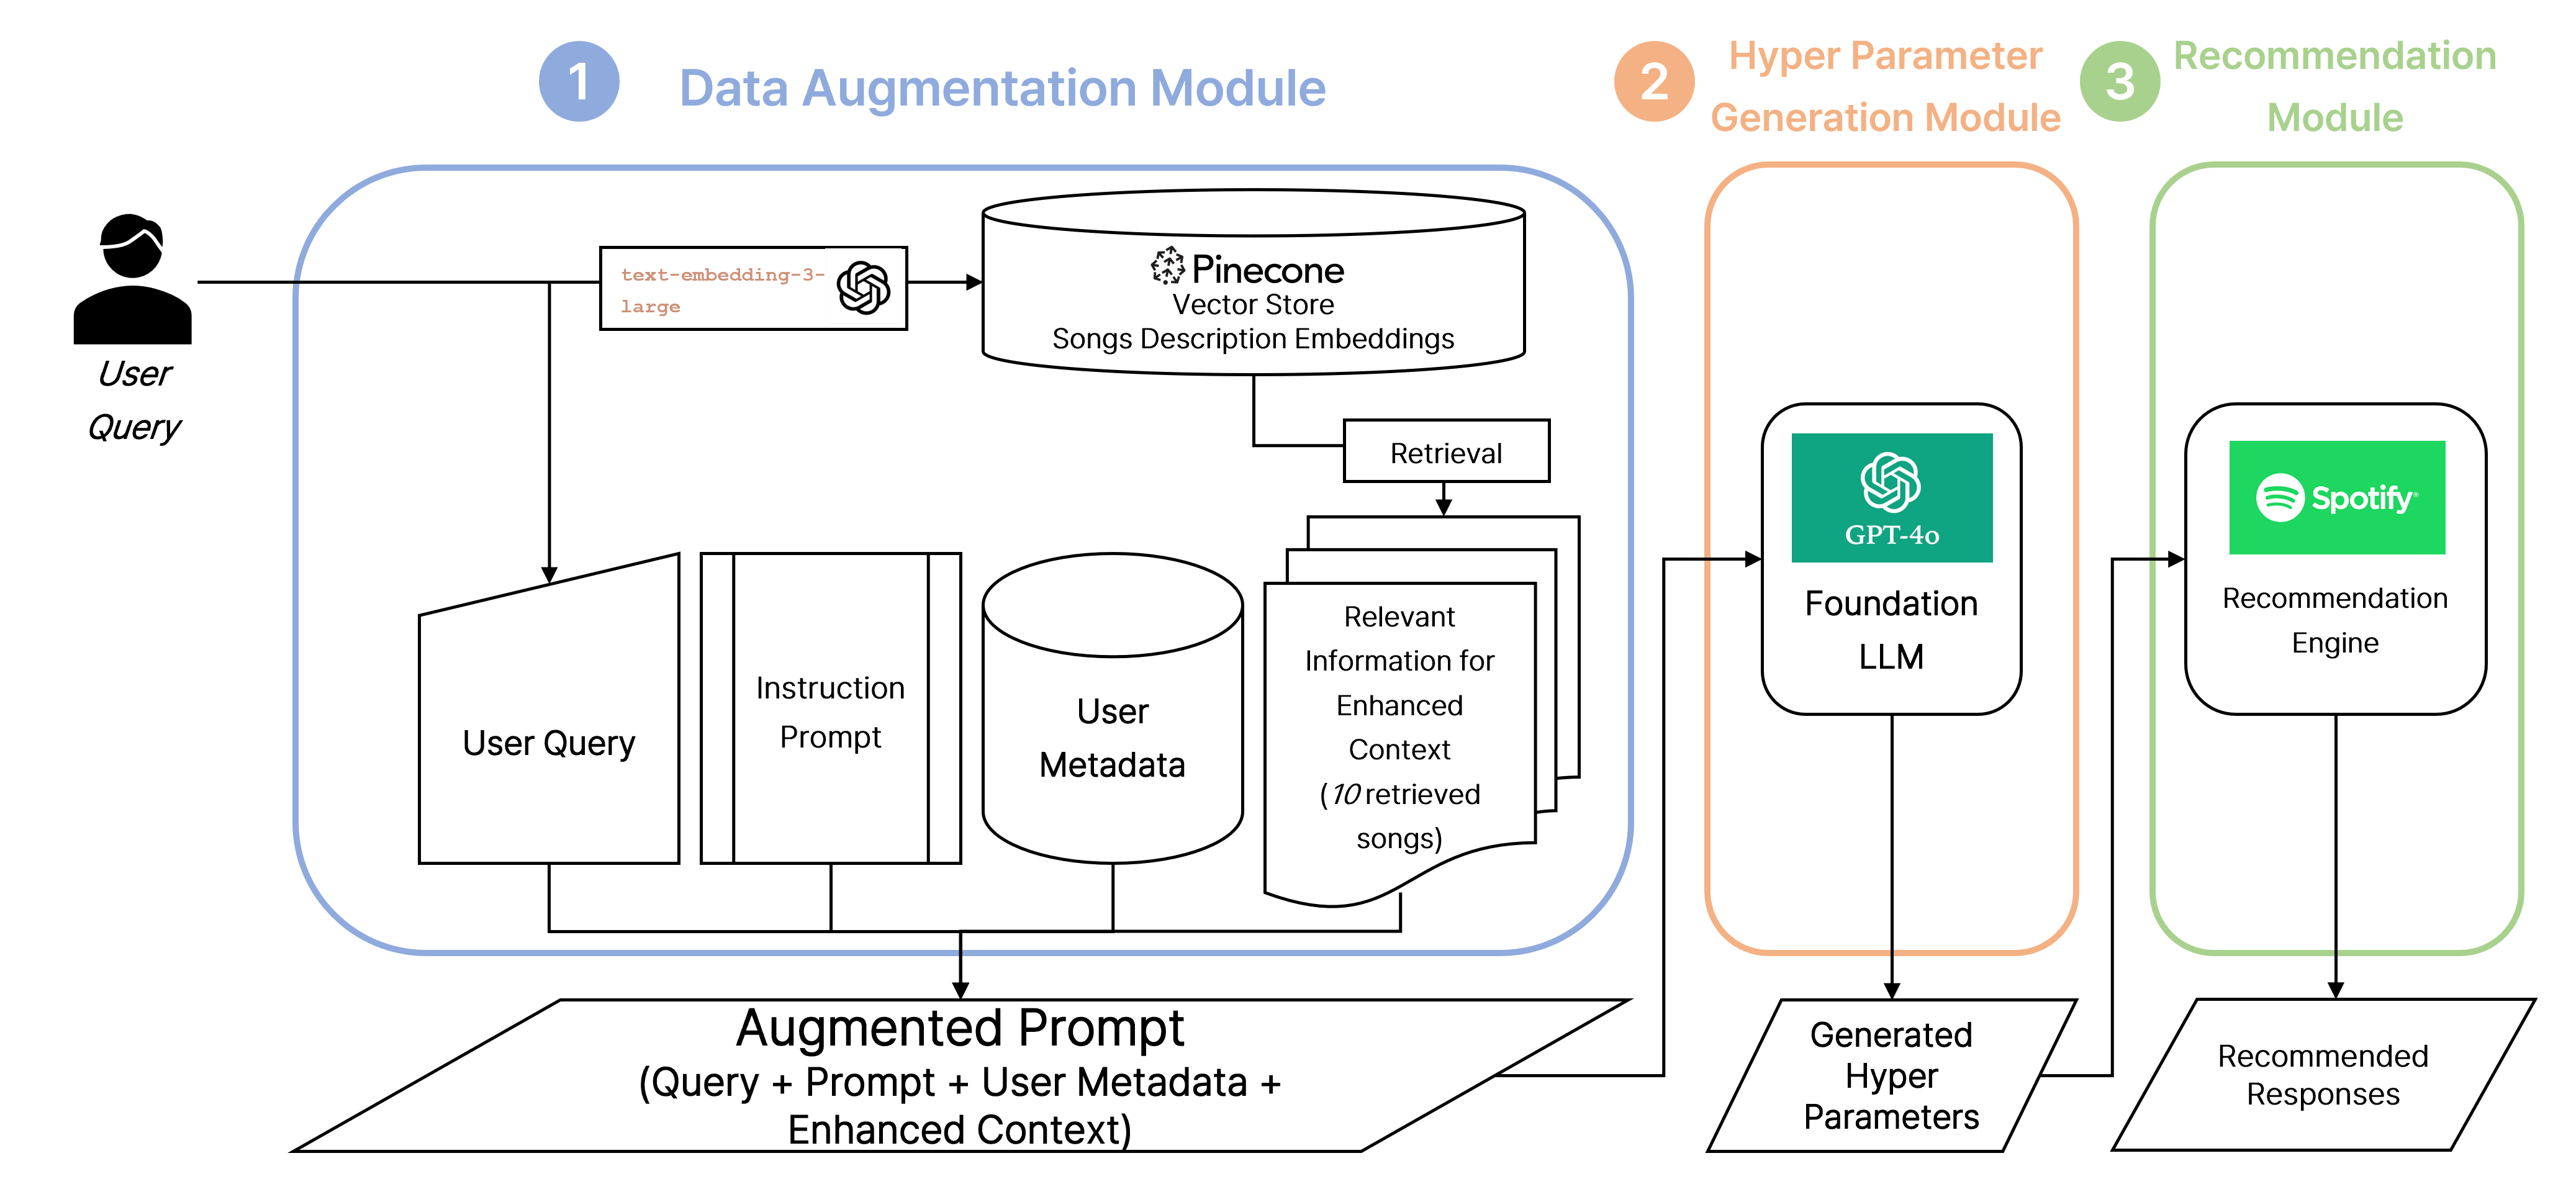 1
Data Augmentation Module
2
Hyper Parameter
Generation Module
3
Recommendation
Module
User
Query
text-embedding-3-
large
Pinecone
Vector Store
Songs Description Embeddings
Retrieval
User Query
Instruction
Prompt
User
Metadata
Relevant
Information for
Enhanced
Context
(10 retrieved
songs)
GPT-4o
Foundation
LLM
Spotify
Recommendation
Engine
Augmented Prompt
(Query + Prompt + User Metadata +
Enhanced Context)
Generated
Hyper
Parameters
Recommended
Responses